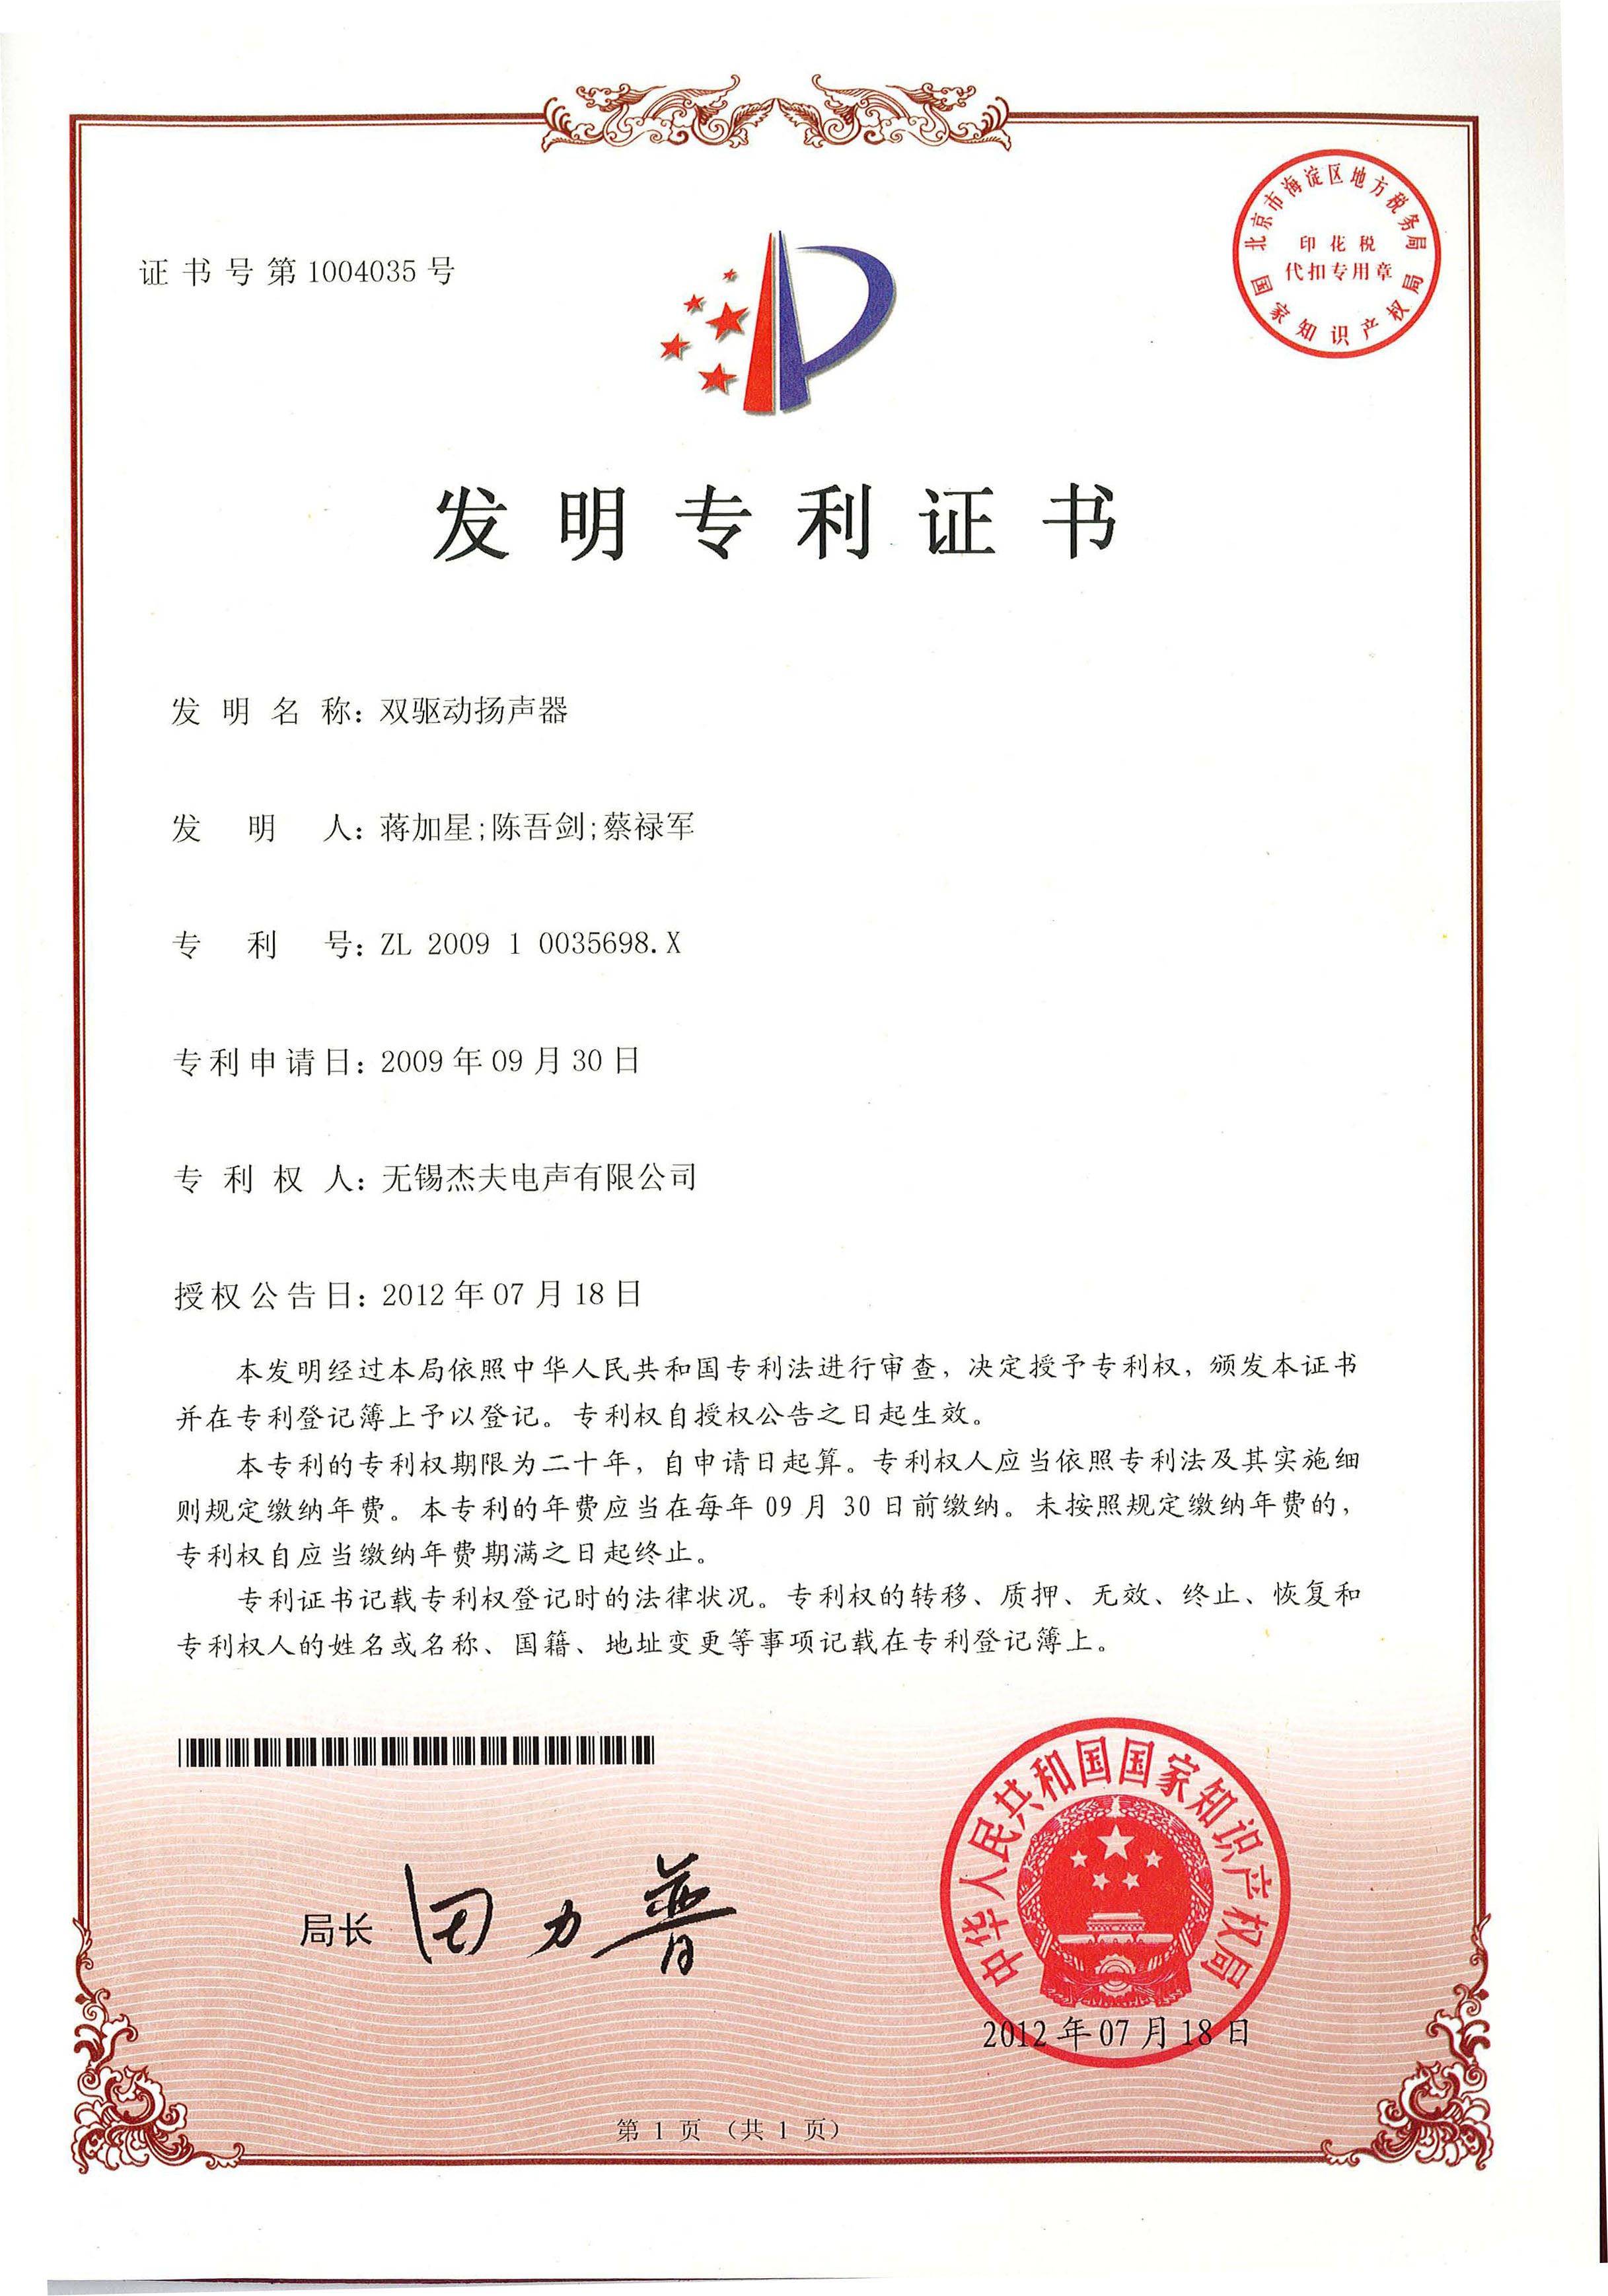 证书号第1004035号
北京市海淀区地方税务局
印花税
代扣专用章
国家知识产权局
发明专利证书
发明名称：双驱动扬声器
发明人：蒋加星;陈吾剑;蔡禄军
专利号：ZL 2009 1 0035698.X
专利申请日：2009年09月30日
专利权人：无锡杰夫电声有限公司
授权公告日：2012年07月18日
本发明经过本局依照中华人民共和国专利法进行审查，决定授予专利权，颁发本证书
并在专利登记簿上予以登记。专利权自授权公告之日起生效。
本专利的专利权期限为二十年，自申请日起算。专利权人应当依照专利法及其实施细
则规定缴纳年费。本专利的年费应当在每年 09 月 30 日前缴纳。未按照规定缴纳年费的，
专利权自应当缴纳年费期满之日起终止。
专利证书记载专利权登记时的法律状况。专利权的转移、质押、无效、终止、恢复和
专利权人的姓名或名称、国籍、地址变更等事项记载在专利登记簿上。
局长 田力普
中华人民共和国国家知识产权局
2012年07月18日
第 1 页 （共 1 页）